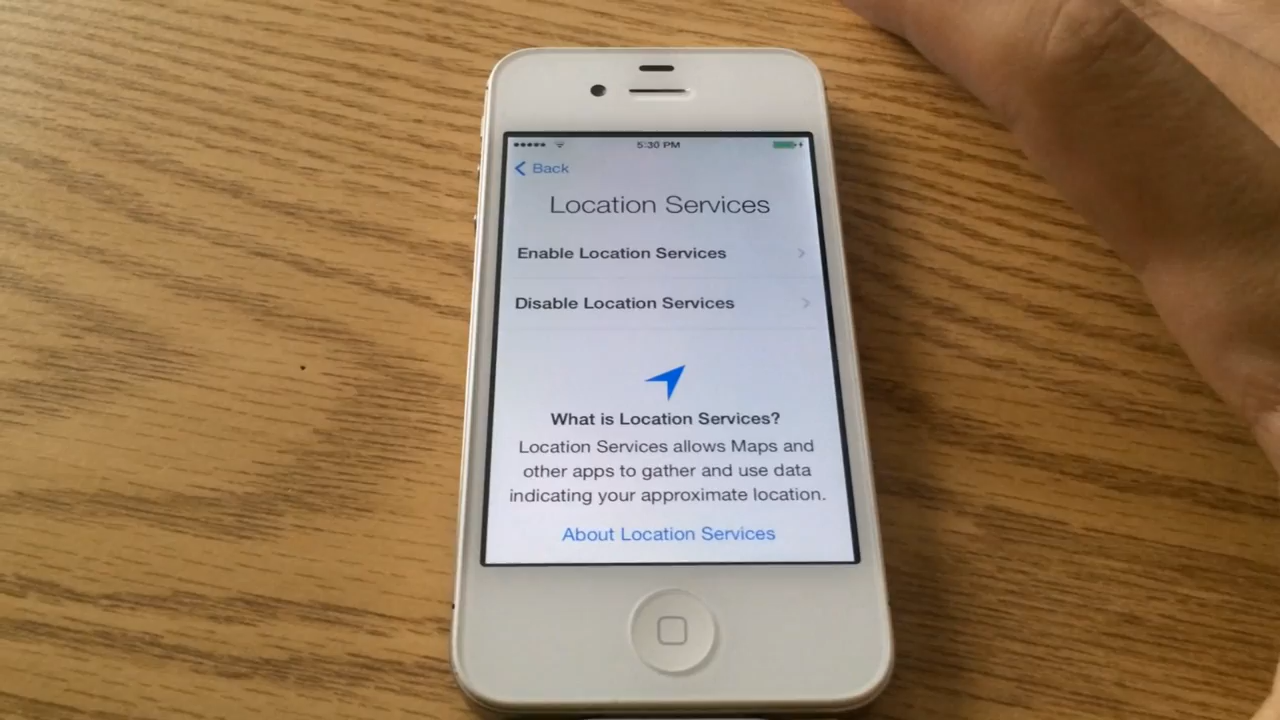 5:30 PM
Back
Location Services
Enable Location Services
Disable Location Services
What is Location Services?
Location Services allows Maps and
other apps to gather and use data
indicating your approximate location.
About Location Services